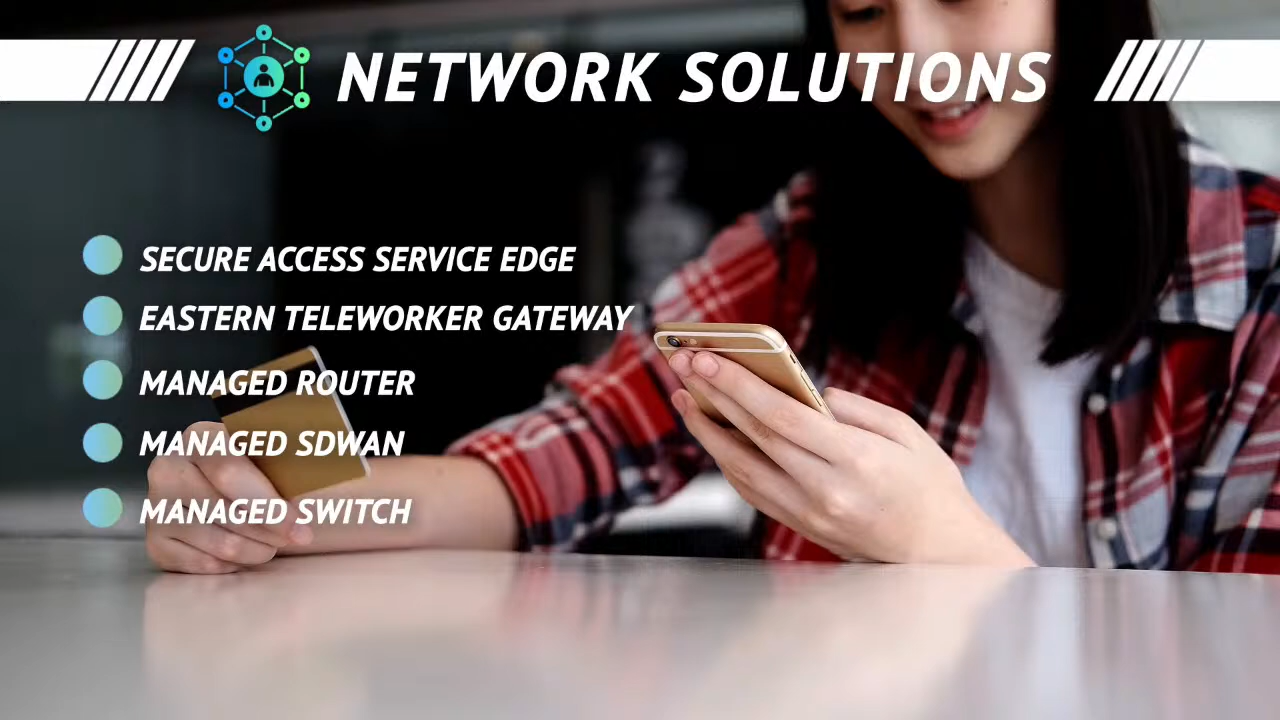 NETWORK SOLUTIONS
SECURE ACCESS SERVICE EDGE
EASTERN TELEWORKER GATEWAY
MANAGED ROUTER
MANAGED SDWAN
MANAGED SWITCH